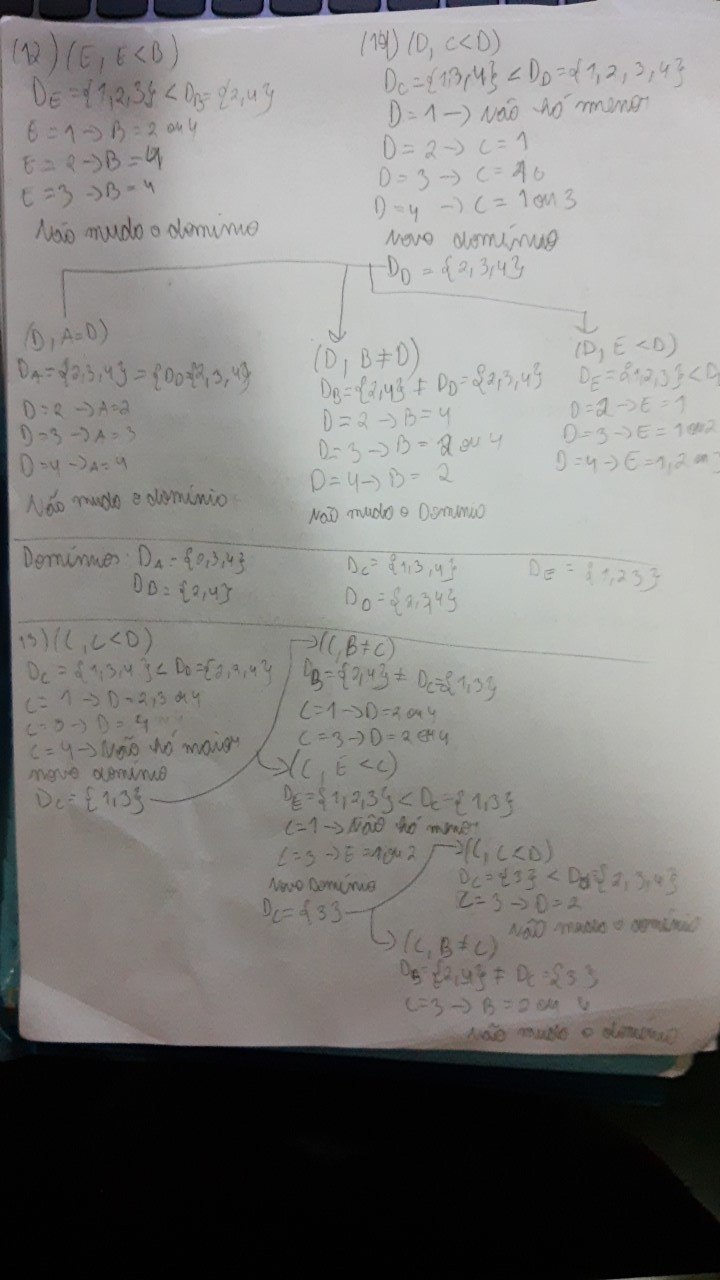 (12) (E, E<B)
D_E = {1,2,3} < D_B = {2,4}
E = 1 → B = 2 ou 4
E = 2 → B = 4
E = 3 → B = 4
Não muda o domínio
(D, C<D)
D_C = {1,3,4} < D_D = {1,2,3,4}
D = 1 → Não há menor
D = 2 → C = 1
D = 3 → C = 1
D = 4 → C = 1 ou 3
Novo domínio
D_D = {2,3,4}
(D, A=D)
D_A = {2,3,4} = {D_D {2,3,4}
D = 2 → A = 2
D = 3 → A = 3
D = 4 → A = 4
Não muda o domínio
(D, B≠D)
D_B = {2,4} ≠ D_D = {2,3,4}
D = 2 → B = 4
D = 3 → B = 2 ou 4
D = 4 → B = 2
Não muda o Domínio
(D, E<D)
D_E = {1,2,3} < D
D = 2 → E = 1
D = 3 → E = 1 ou 2
D = 4 → E = 1, 2 ou
Domínios: D_A = {2,3,4}
D_B = {2,4}
D_C = {1,3,4}
D_D = {2,3,4}
D_E = {1,2,3}
13) (C, C<D)
D_C = {1,3,4} < D_D = {2,3,4}
C = 1 → D = 2,3 ou 4
C = 3 → D = 4
C = 4 → Não há maior
novo domínio
D_C = {1,3}
(C, B≠C)
D_B = {2,4} ≠ D_C = {1,3}
C = 1 → D = 2 ou 4
C = 3 → D = 2 ou 4
(C, E<C)
D_E = {1,2,3} < D_C = {1,3}
C = 1 → Não há menor
C = 3 → E = 1 ou 2
Novo Domínio
D_C = {3}
(C, C<D)
D_C = {3} < D_D = {2,3,4}
C = 3 → D = 2
Não muda o domínio
(C, B≠C)
D_B = {2,4} ≠ D_C = {3}
C = 3 → B = 2 ou 4
Não muda o domínio